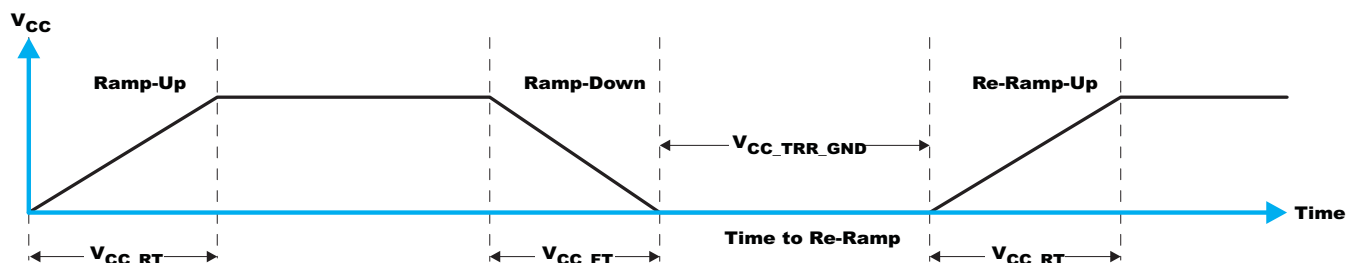 VCC
Ramp-Up
Ramp-Down
Re-Ramp-Up
VCC_TRR_GND
Time
Time to Re-Ramp
VCC_RT
VCC_FT
VCC_RT